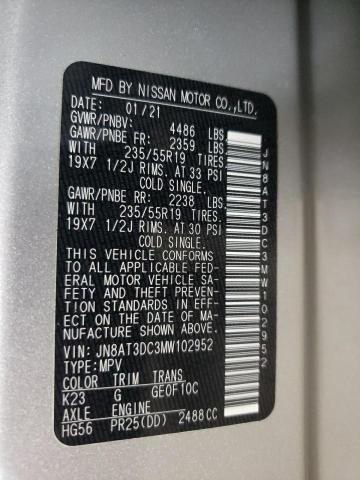 MFD BY NISSAN MOTOR CO.,LTD.
DATE: 01/21
GVWR/PNBV: 4486 LBS
GAWR/PNBE FR: 2359 LBS
WITH 235/55R19 TIRES.
19X7 1/2J RIMS. AT 33 PSI
COLD SINGLE.
GAWR/PNBE RR: 2238 LBS.
WITH 235/55R19 TIRES.
19X7 1/2J RIMS. AT 30 PSI
COLD SINGLE.
THIS VEHICLE CONFORMS
TO ALL APPLICABLE FED-
ERAL MOTOR VEHICLE SA-
FETY AND THEFT PREVENTION
STANDARDS IN EFF-
ECT ON THE DATE OF MA-
NUFACTURE SHOWN ABOVE.
VIN: JN8AT3DC3MW102952
TYPE: MPV
COLOR TRIM TRANS
K23 G GEOFTOC
AXLE ENGINE
HG56 PR25(DD) 2488CC
JN8AT3DC3MW102952